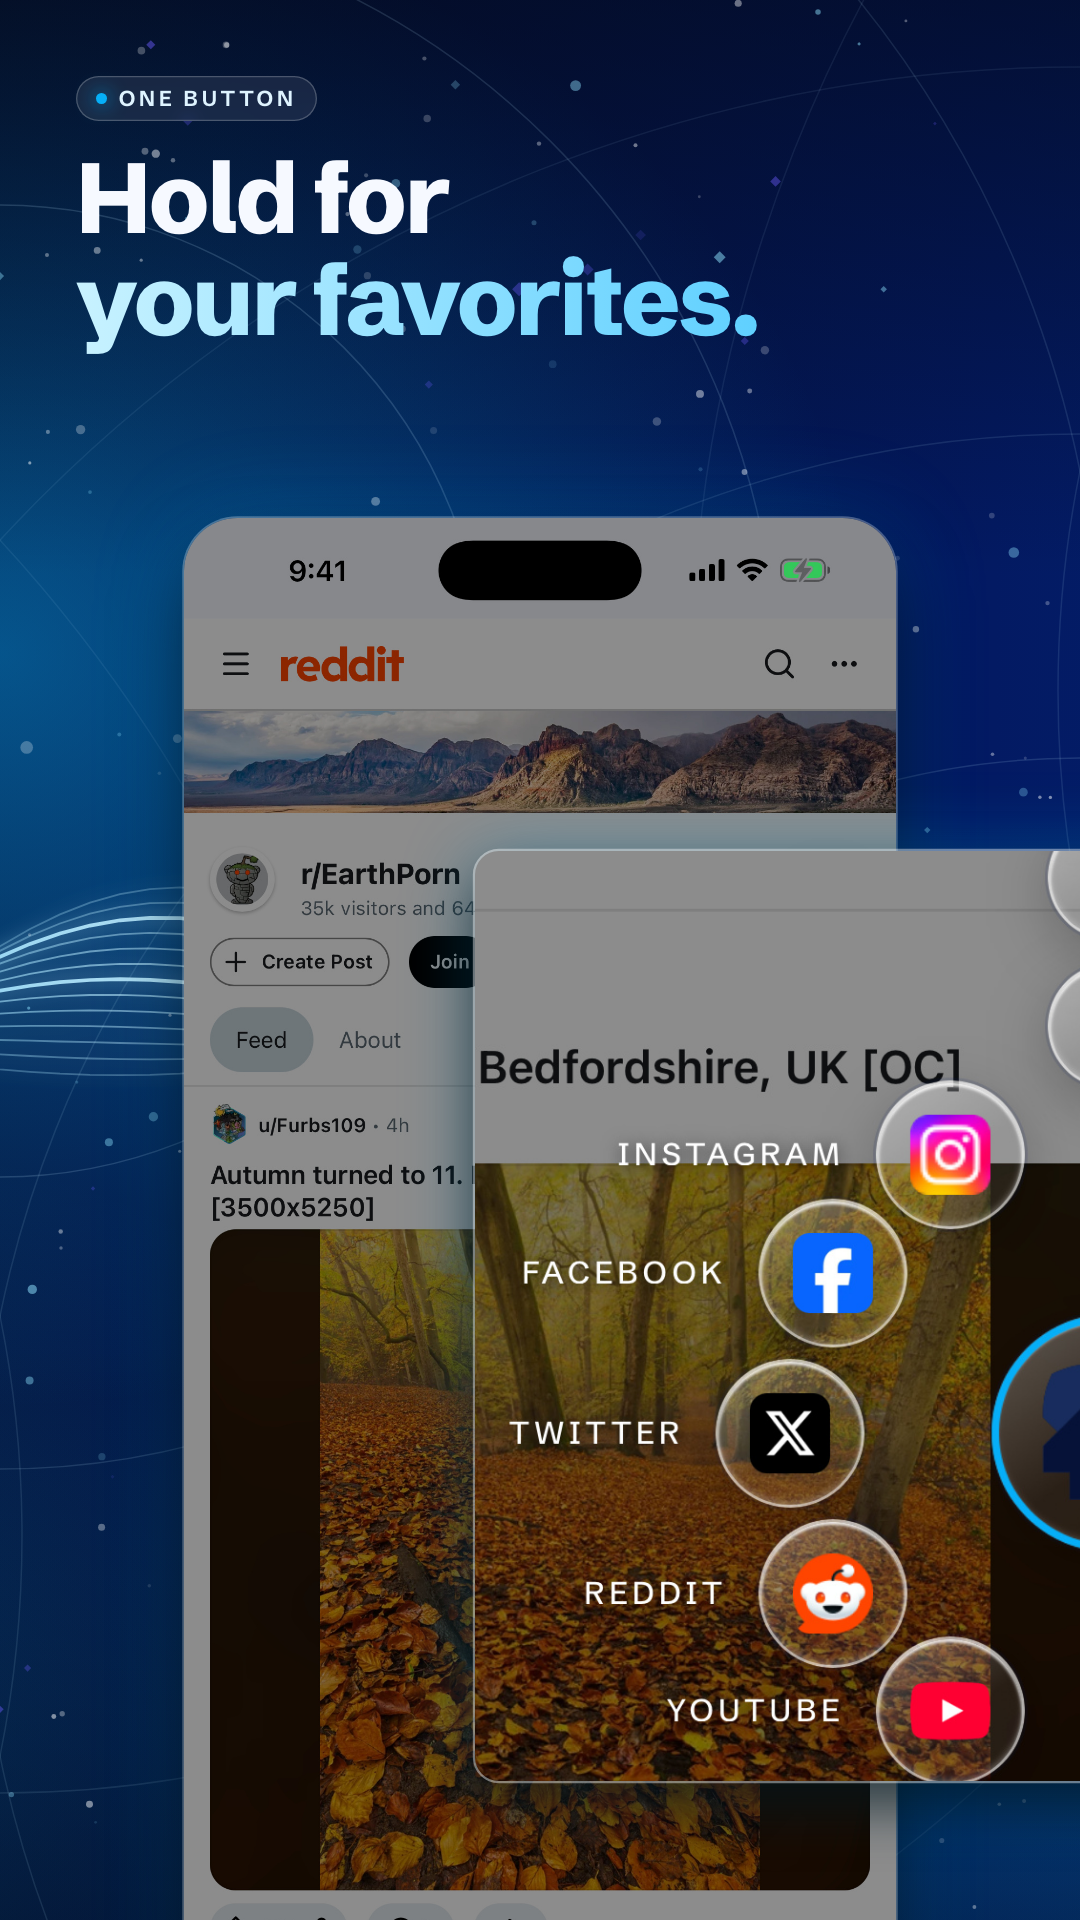 ONE BUTTON
Hold for
your favorites.
9:41
reddit
r/EarthPorn
35k visitors and 64
Create Post
Join
Feed
About
u/Furbs109 • 4h
Autumn turned to 11.
[3500x5250]
Bedfordshire, UK [OC]
INSTAGRAM
FACEBOOK
TWITTER
REDDIT
YOUTUBE